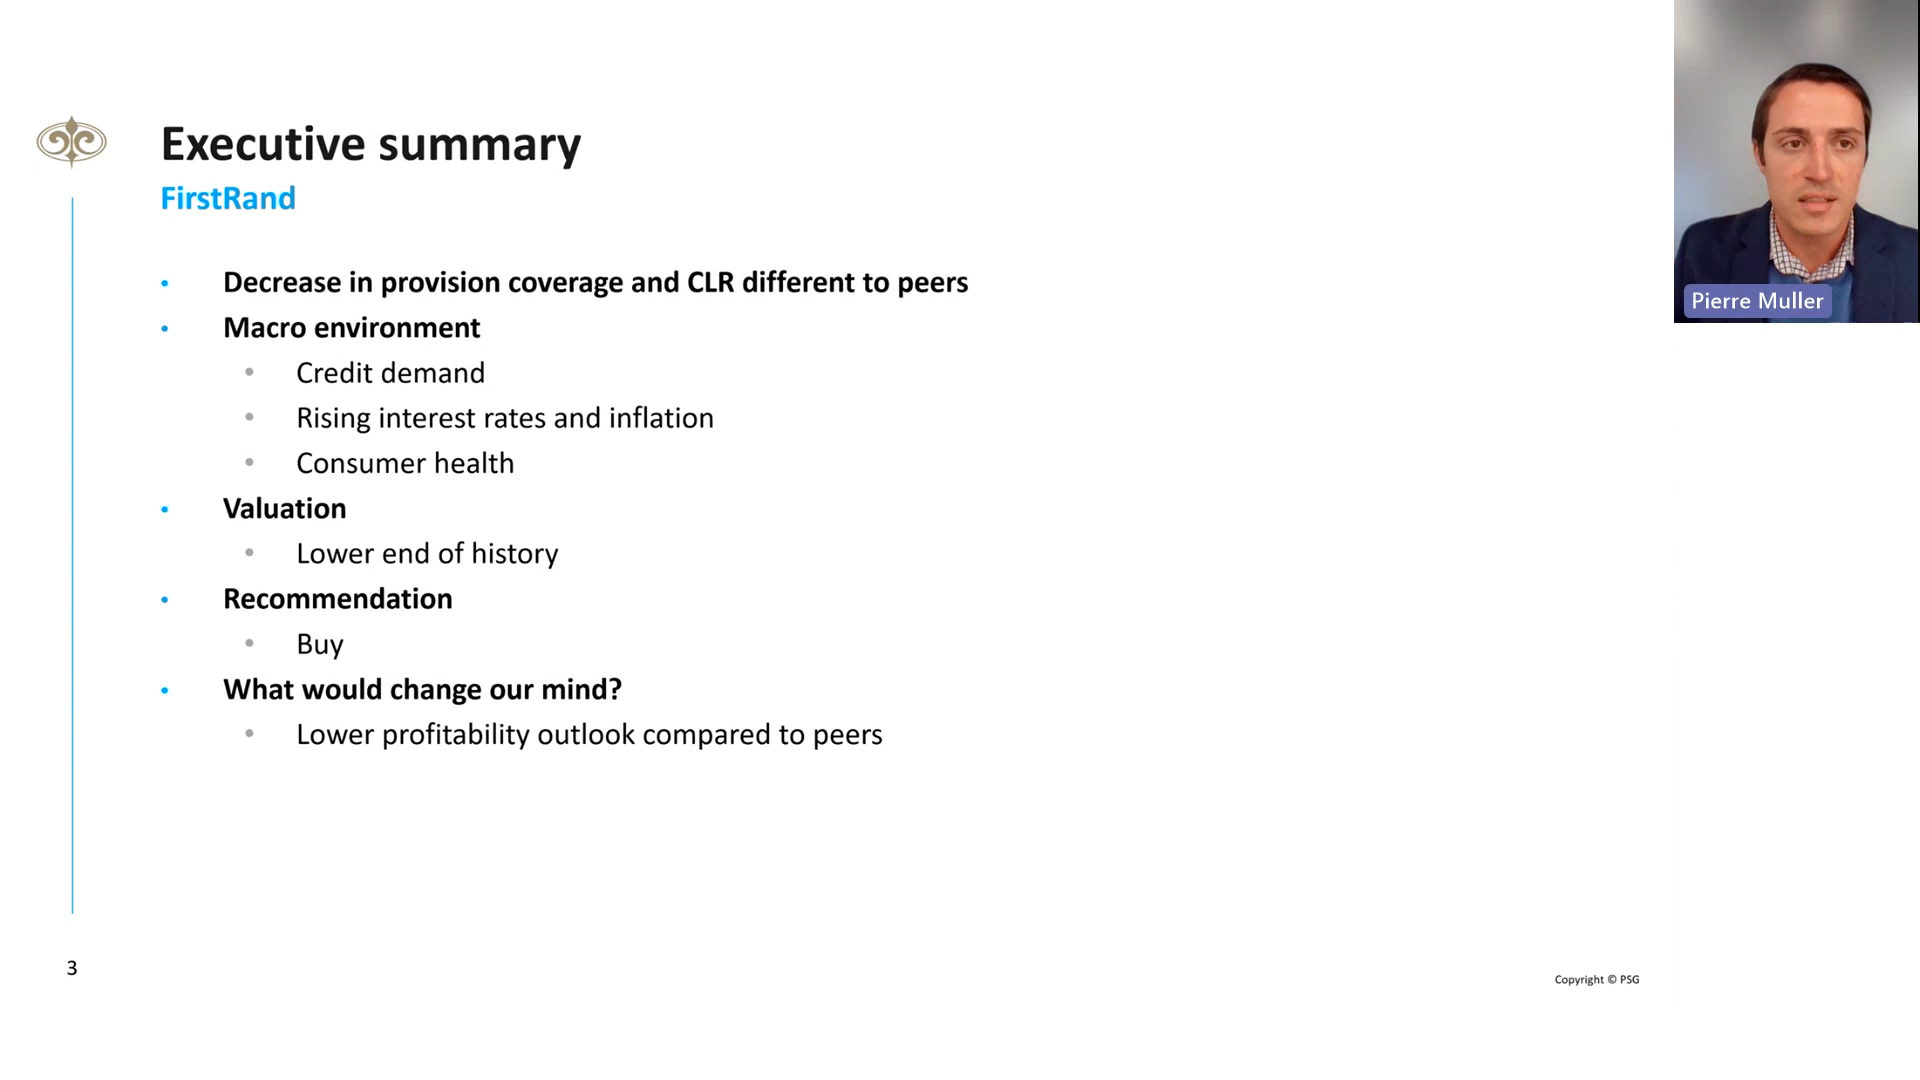 Executive summary
FirstRand
• Decrease in provision coverage and CLR different to peers
• Macro environment
• Credit demand
• Rising interest rates and inflation
• Consumer health
• Valuation
• Lower end of history
• Recommendation
• Buy
• What would change our mind?
• Lower profitability outlook compared to peers
3
Copyright © PSG
Pierre Muller